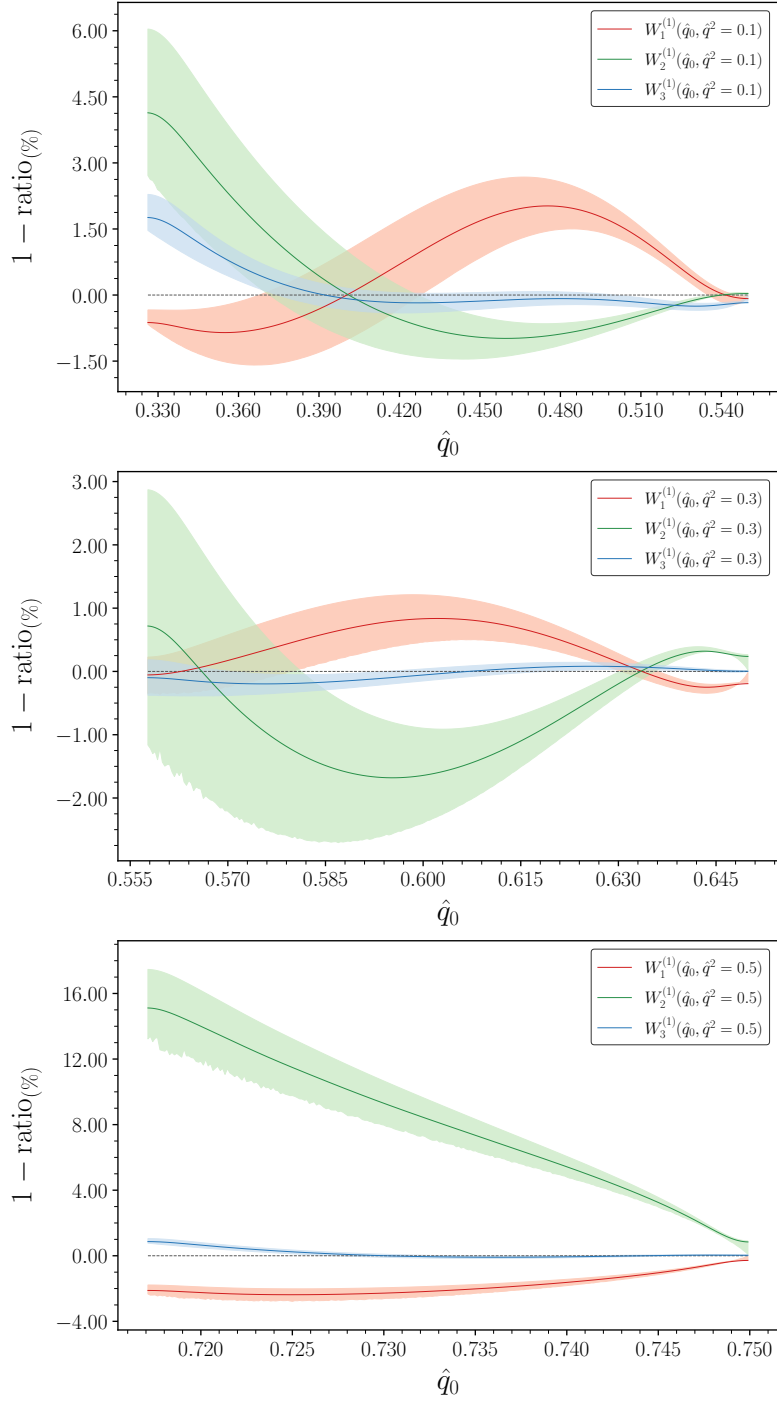 6.00
4.50
3.00
1.50
0.00
−1.50
1 − ratio(%)
W₁⁽¹⁾(q̂₀, q̂² = 0.1)
W₂⁽¹⁾(q̂₀, q̂² = 0.1)
W₃⁽¹⁾(q̂₀, q̂² = 0.1)
0.330 0.360 0.390 0.420 0.450 0.480 0.510 0.540
q̂₀
3.00
2.00
1.00
0.00
−1.00
−2.00
1 − ratio(%)
W₁⁽¹⁾(q̂₀, q̂² = 0.3)
W₂⁽¹⁾(q̂₀, q̂² = 0.3)
W₃⁽¹⁾(q̂₀, q̂² = 0.3)
0.555 0.570 0.585 0.600 0.615 0.630 0.645
q̂₀
16.00
12.00
8.00
4.00
0.00
−4.00
1 − ratio(%)
W₁⁽¹⁾(q̂₀, q̂² = 0.5)
W₂⁽¹⁾(q̂₀, q̂² = 0.5)
W₃⁽¹⁾(q̂₀, q̂² = 0.5)
0.720 0.725 0.730 0.735 0.740 0.745 0.750
q̂₀